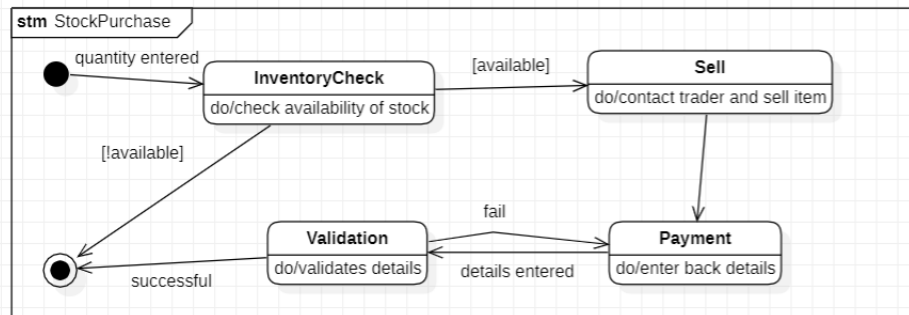 stm StockPurchase
quantity entered
InventoryCheck
do/check availability of stock
[available]
Sell
do/contact trader and sell item
[!available]
Validation
do/validates details
fail
Payment
do/enter back details
details entered
successful